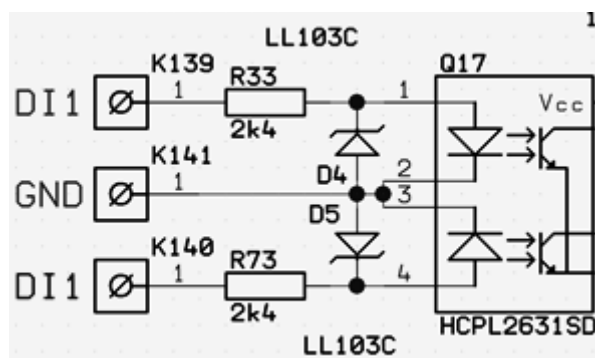 1
LL103C
K139
R33
Q17
DI1
1
1
Vcc
2k4
K141
D4
2
GND
1
3
D5
K140
R73
DI1
1
4
2k4
HCPL2631SD
LL103C